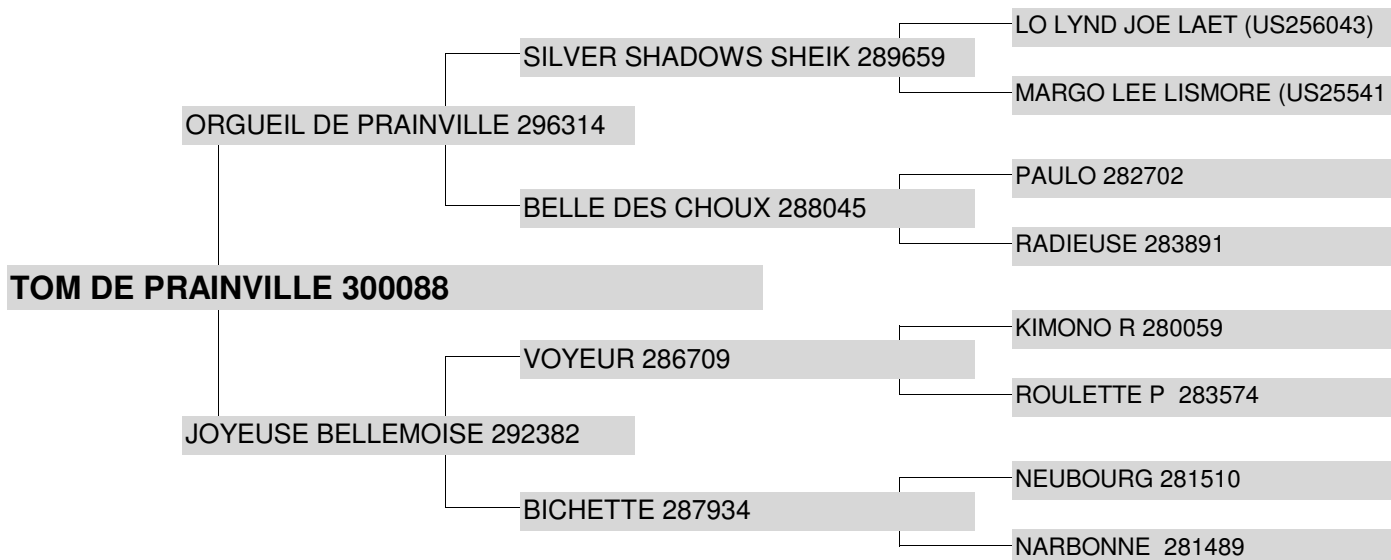 LO LYND JOE LAET (US256043)
SILVER SHADOWS SHEIK 289659
MARGO LEE LISMORE (US25541
ORGUEIL DE PRAINVILLE 296314
PAULO 282702
BELLE DES CHOUX 288045
RADIEUSE 283891
TOM DE PRAINVILLE 300088
KIMONO R 280059
VOYEUR 286709
ROULETTE P 283574
JOYEUSE BELLEMOISE 292382
NEUBOURG 281510
BICHETTE 287934
NARBONNE 281489